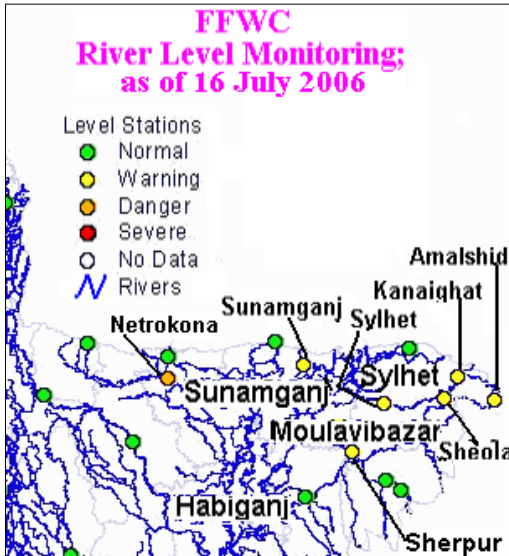 FFWC
River Level Monitoring;
as of 16 July 2006
Level Stations
Normal
Warning
Danger
Severe
No Data
Rivers
Amalshid
Kanaighat
Sunamganj
Sylhet
Netrokona
Sylhet
Sunamganj
Moulavibazar
Sheola
Habiganj
Sherpur